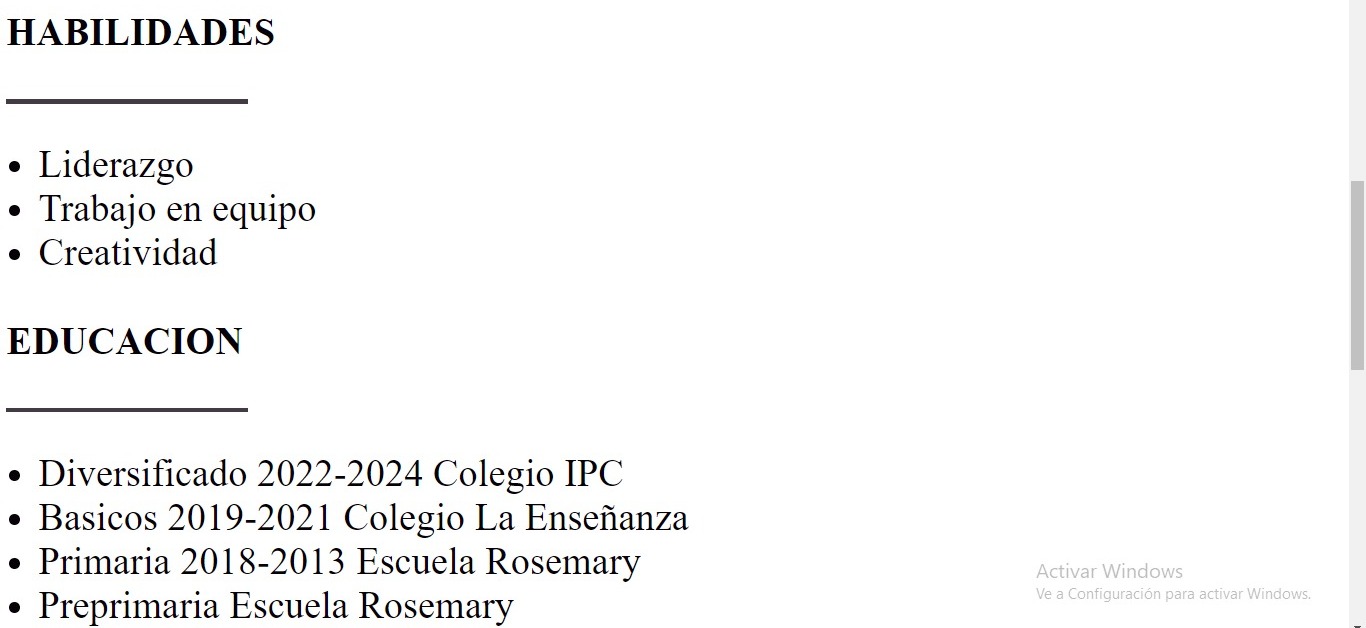 HABILIDADES
Liderazgo
Trabajo en equipo
Creatividad
EDUCACION
Diversificado 2022-2024 Colegio IPC
Basicos 2019-2021 Colegio La Enseñanza
Primaria 2018-2013 Escuela Rosemary
Preprimaria Escuela Rosemary
Activar Windows
Ve a Configuración para activar Windows.